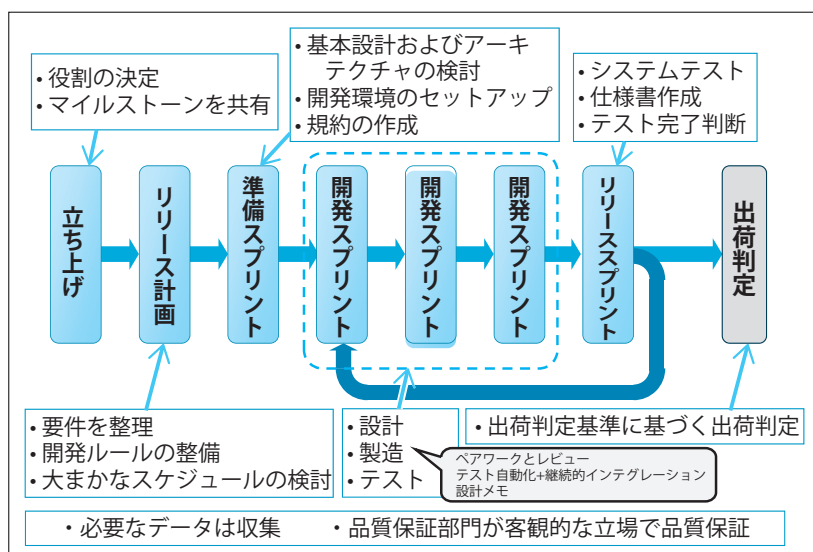 ・役割の決定
・マイルストーンを共有
・基本設計およびアーキ
テクチャの検討
・開発環境のセットアップ
・規約の作成
・システムテスト
・仕様書作成
・テスト完了判断
立ち上げ
リリース計画
準備スプリント
開発スプリント
開発スプリント
開発スプリント
リリーススプリント
出荷判定
・要件を整理
・開発ルールの整備
・大まかなスケジュールの検討
・設計
・製造
・テスト
ペアワークとレビュー
テスト自動化+継続的インテグレーション
設計メモ
・出荷判定基準に基づく出荷判定
・必要なデータは収集 ・品質保証部門が客観的な立場で品質保証